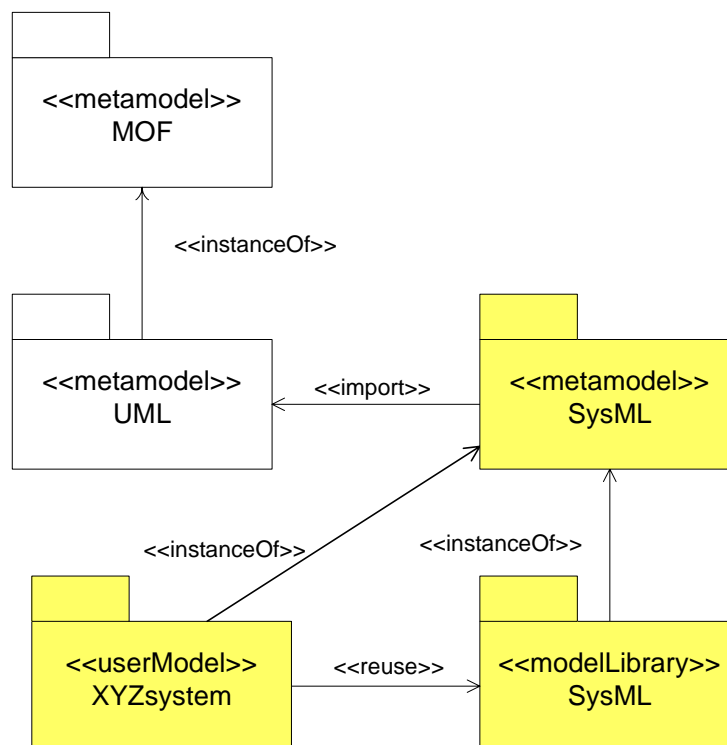 <<metamodel>>
MOF
<<instanceOf>>
<<metamodel>>
UML
<<import>>
<<metamodel>>
SysML
<<instanceOf>>
<<instanceOf>>
<<userModel>>
XYZsystem
<<reuse>>
<<modelLibrary>>
SysML